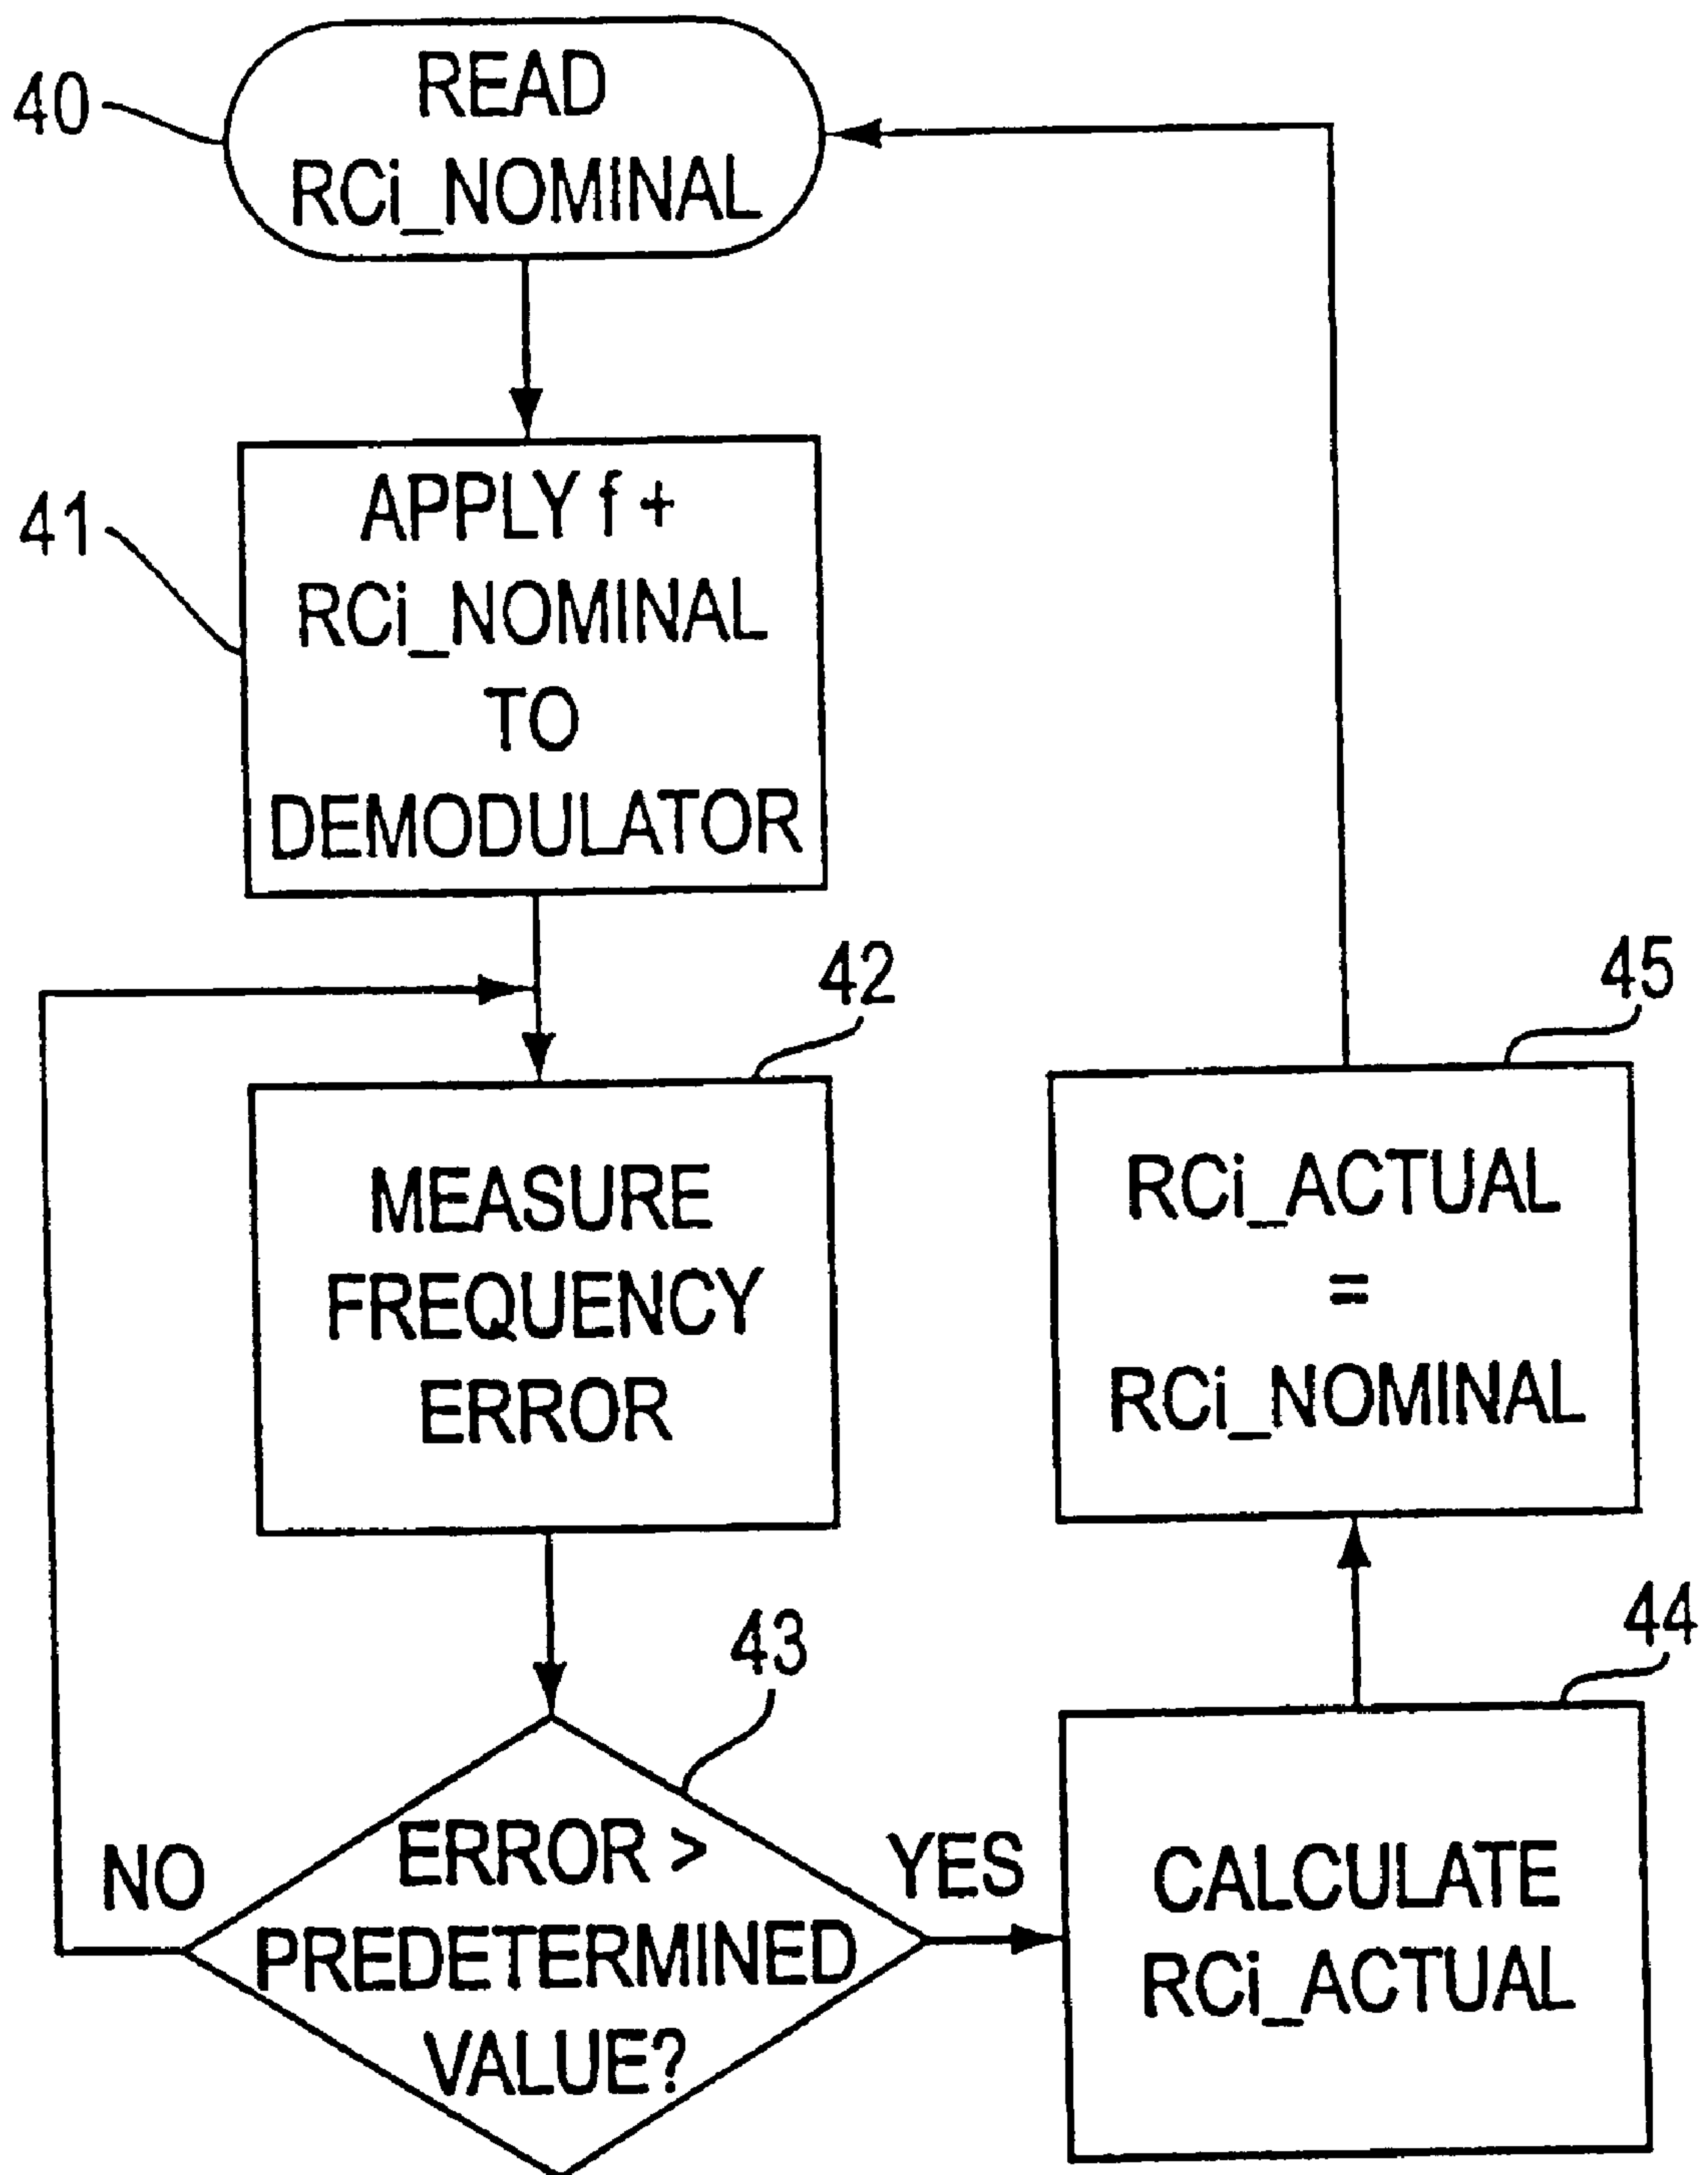 40
READ
RCi_NOMINAL
41
APPLY f +
RCi_NOMINAL
TO
DEMODULATOR
42
MEASURE
FREQUENCY
ERROR
43
ERROR >
PREDETERMINED
VALUE?
NO
YES
44
CALCULATE
RCi_ACTUAL
45
RCi_ACTUAL
=
RCi_NOMINAL